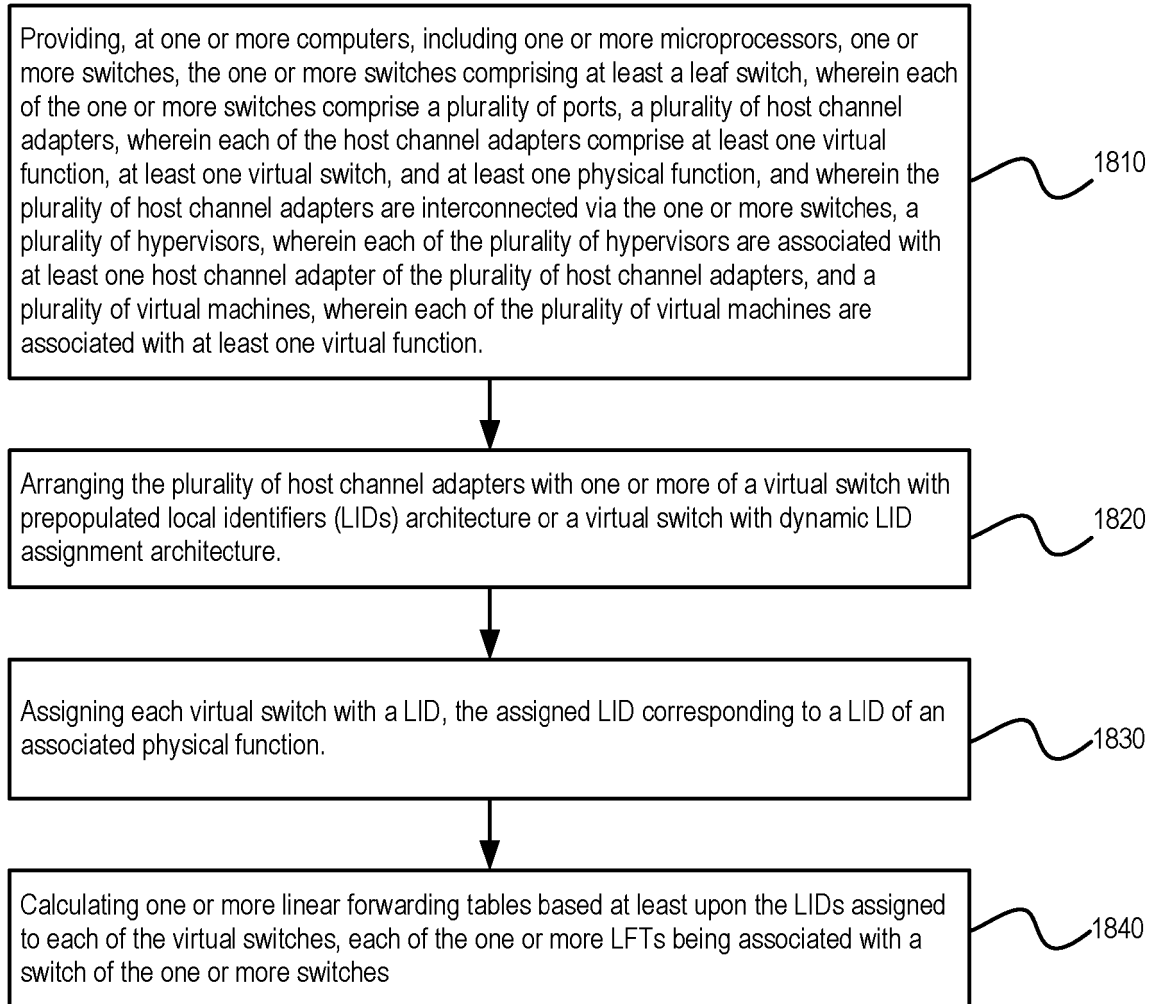 Providing, at one or more computers, including one or more microprocessors, one or
more switches, the one or more switches comprising at least a leaf switch, wherein each
of the one or more switches comprise a plurality of ports, a plurality of host channel
adapters, wherein each of the host channel adapters comprise at least one virtual
function, at least one virtual switch, and at least one physical function, and wherein the
plurality of host channel adapters are interconnected via the one or more switches, a
plurality of hypervisors, wherein each of the plurality of hypervisors are associated with
at least one host channel adapter of the plurality of host channel adapters, and a
plurality of virtual machines, wherein each of the plurality of virtual machines are
associated with at least one virtual function.
1810
Arranging the plurality of host channel adapters with one or more of a virtual switch with
prepopulated local identifiers (LIDs) architecture or a virtual switch with dynamic LID
assignment architecture.
1820
Assigning each virtual switch with a LID, the assigned LID corresponding to a LID of an
associated physical function.
1830
Calculating one or more linear forwarding tables based at least upon the LIDs assigned
to each of the virtual switches, each of the one or more LFTs being associated with a
switch of the one or more switches
1840